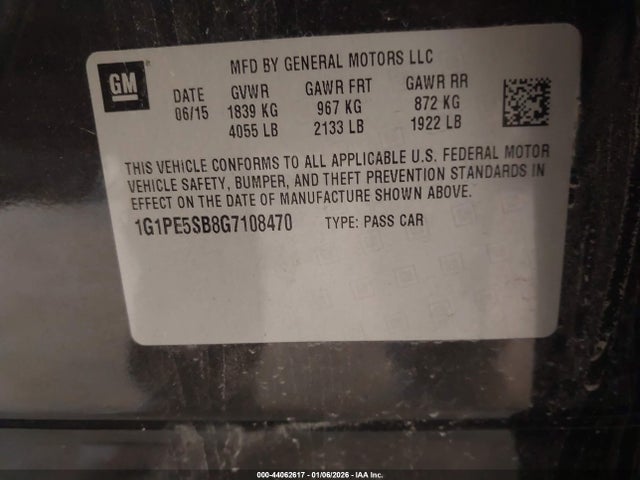 GM
MFD BY GENERAL MOTORS LLC
DATE GVWR GAWR FRT GAWR RR
06/15 1839 KG 967 KG 872 KG
4055 LB 2133 LB 1922 LB
THIS VEHICLE CONFORMS TO ALL APPLICABLE U.S. FEDERAL MOTOR
VEHICLE SAFETY, BUMPER, AND THEFT PREVENTION STANDARDS IN
EFFECT ON THE DATE OF MANUFACTURE SHOWN ABOVE.
1G1PE5SB8G7108470 TYPE: PASS CAR
000-44062617 - 01/06/2026 - IAA Inc.